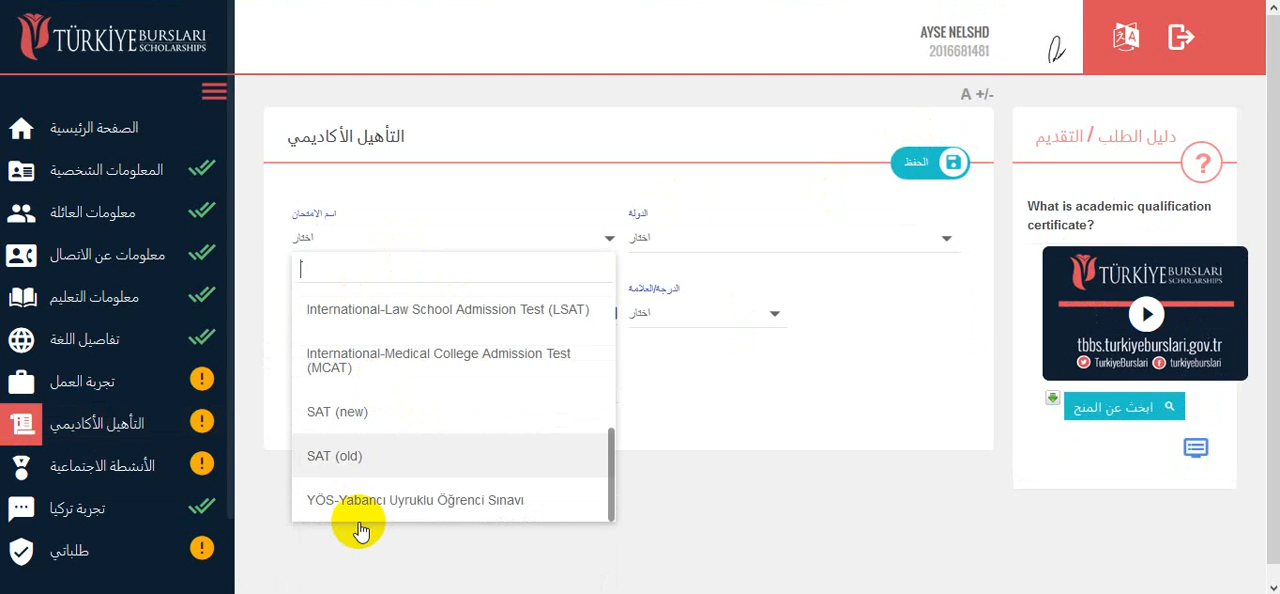 TÜRKİYE BURSLARI
SCHOLARSHIPS
AYSE NELSHD
2016681481
A +/-
الصفحة الرئيسية
المعلومات الشخصية
معلومات العائلة
معلومات عن الاتصال
معلومات التعليم
تفاصيل اللغة
تجربة العمل
التأهيل الأكاديمي
الأنشطة الاجتماعية
تجربة تركيا
طلباتي
التأهيل الأكاديمي
الحفظ
اسم الامتحان
اختار
الدولة
اختار
الدرجة/العلامة
اختار
International-Law School Admission Test (LSAT)
International-Medical College Admission Test
(MCAT)
SAT (new)
SAT (old)
YÖS-Yabancı Uyruklu Öğrenci Sınavı
دليل الطلب / التقديم
?
What is academic qualification
certificate?
TÜRKİYE BURSLARI
SCHOLARSHIPS
tbbs.turkiyeburslari.gov.tr
TurkiyeBurslari turkiyeburslari
ابحث عن المنح